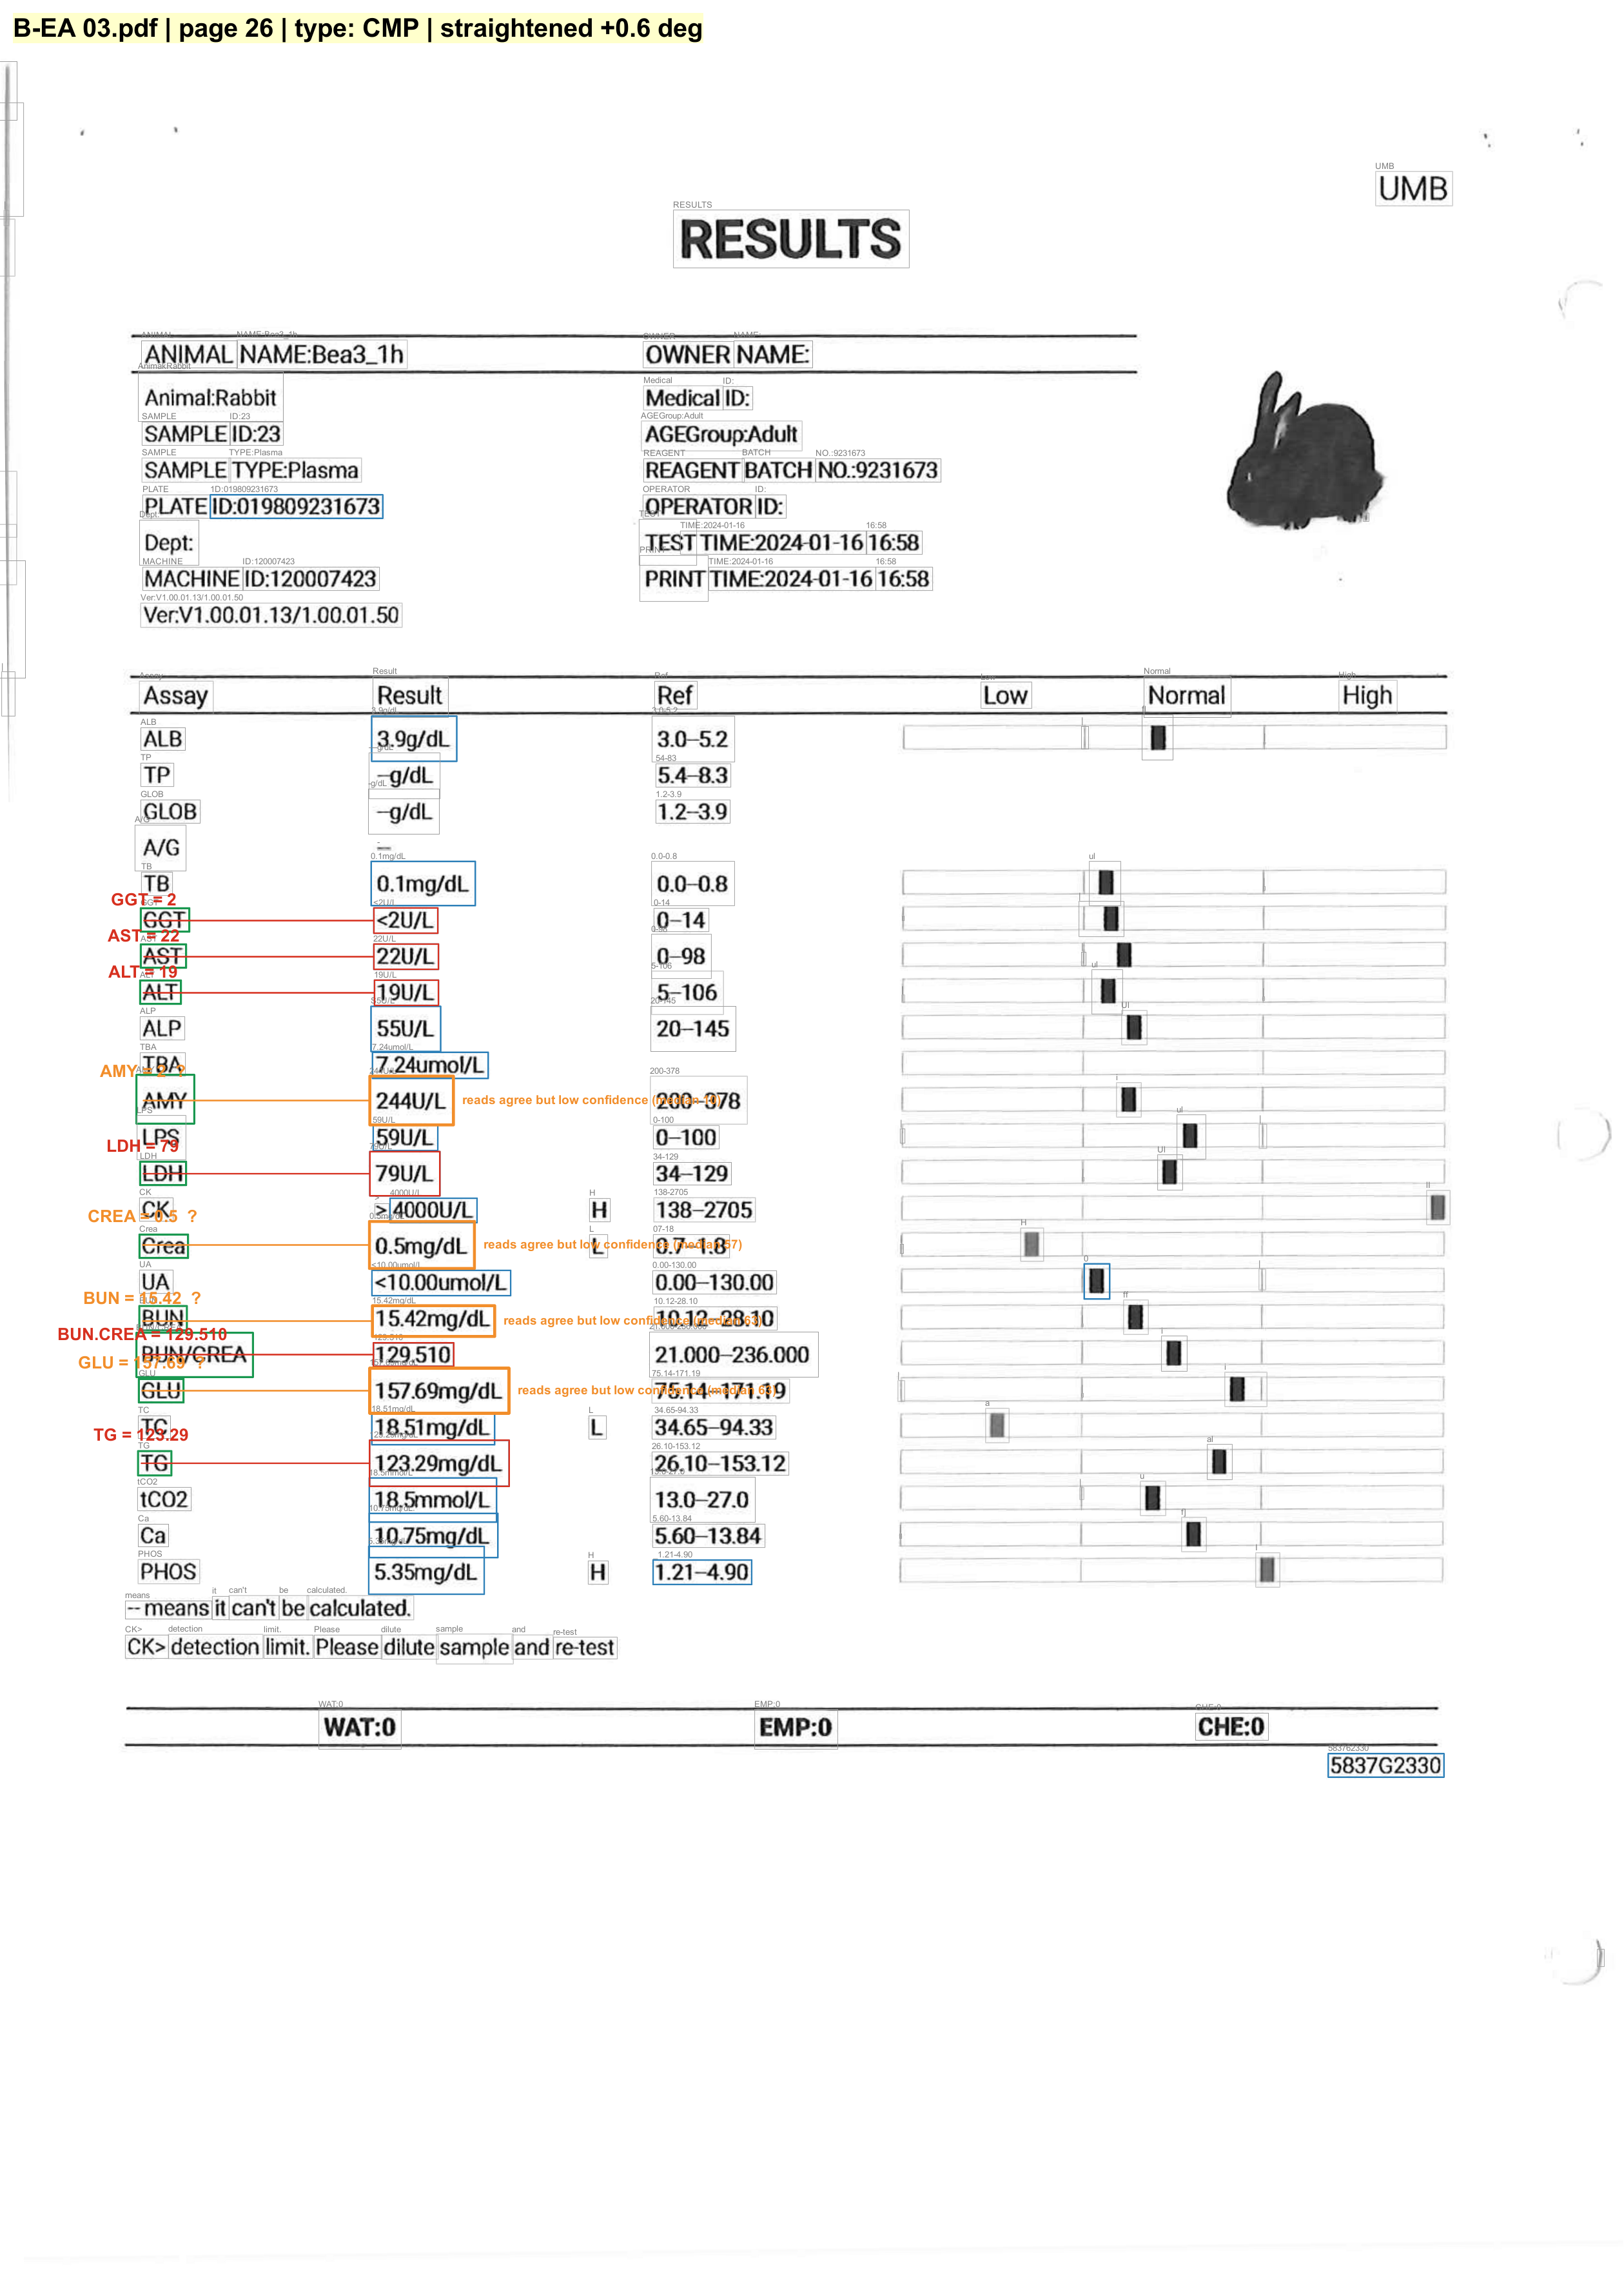 B-EA 03.pdf | page 26 | type: CMP | straightened +0.6 deg
UMB
RESULTS
ANIMAL NAME:Bea3_1h OWNER NAME:
Animal:Rabbit Medical ID:
SAMPLE ID:23 AGEGroup:Adult
SAMPLE TYPE:Plasma REAGENT BATCH NO.:9231673
PLATE ID:019809231673 OPERATOR ID:
Dept: TEST TIME:2024-01-16 16:58
MACHINE ID:120007423 PRINT TIME:2024-01-16 16:58
Ver:V1.00.01.13/1.00.01.50
Assay Result Ref Low Normal High
ALB 3.9g/dL 3.0–5.2
TP --g/dL 5.4–8.3
GLOB --g/dL 1.2–3.9
A/G --
TB 0.1mg/dL 0.0–0.8
GGT = 2
GGT <2U/L 0–14
AST = 22
AST 22U/L 0–98
ALT = 19
ALT 19U/L 5–106
ALP 55U/L 20–145
TBA 7.24umol/L
AMY 244U/L reads agree but low confidence 200–378
LPS 59U/L 0–100
LDH = 79
LDH 79U/L 34–129
CK > 4000U/L H 138–2705
CREA = 0.5 ?
Crea 0.5mg/dL reads agree but low confidence (median 57) L 0.7–1.8
UA <10.00umol/L 0.00–130.00
BUN = 15.42 ?
BUN 15.42mg/dL reads agree but low confidence (median 63) 10.12–28.10
BUN.CREA = 129.510
BUN/CREA 129.510 21.000–236.000
GLU = 157.69 ?
GLU 157.69mg/dL reads agree but low confidence (median 63) 75.14–171.19
TC 18.51mg/dL L 34.65–94.33
TG = 123.29
TG 123.29mg/dL 26.10–153.12
tCO2 18.5mmol/L 13.0–27.0
Ca 10.75mg/dL 5.60–13.84
PHOS 5.35mg/dL H 1.21–4.90
-- means it can't be calculated.
CK> detection limit. Please dilute sample and re-test
WAT:0 EMP:0 CHE:0
5837G2330